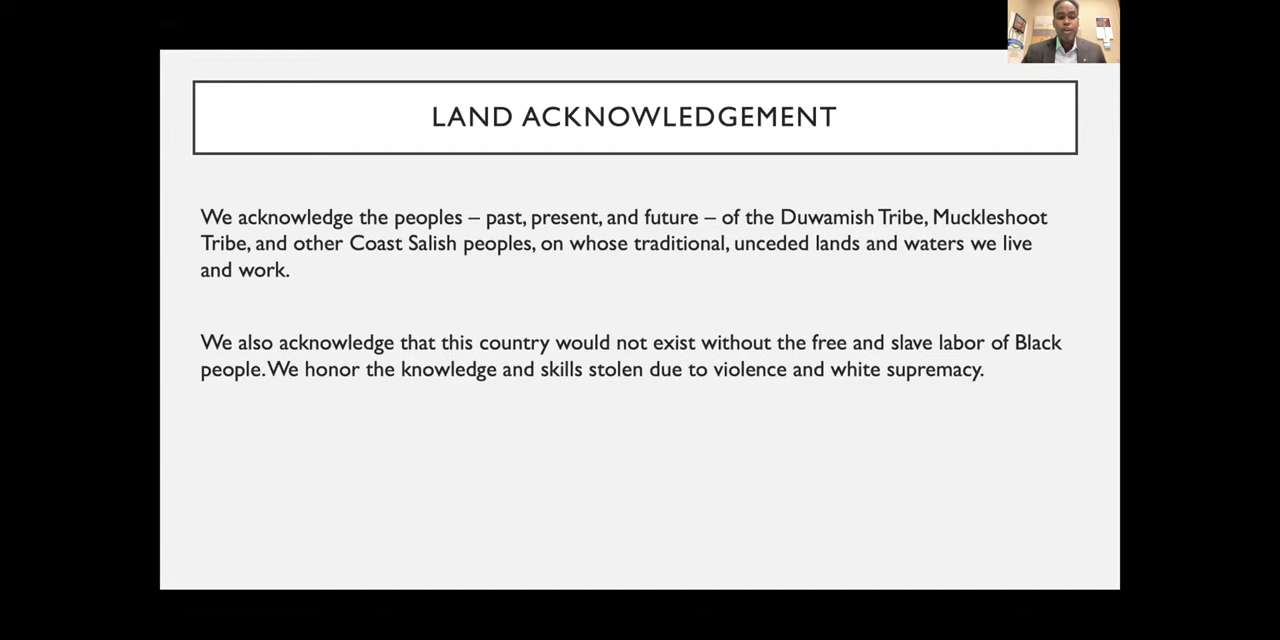 LAND ACKNOWLEDGEMENT
We acknowledge the peoples – past, present, and future – of the Duwamish Tribe, Muckleshoot
Tribe, and other Coast Salish peoples, on whose traditional, unceded lands and waters we live
and work.
We also acknowledge that this country would not exist without the free and slave labor of Black
people. We honor the knowledge and skills stolen due to violence and white supremacy.